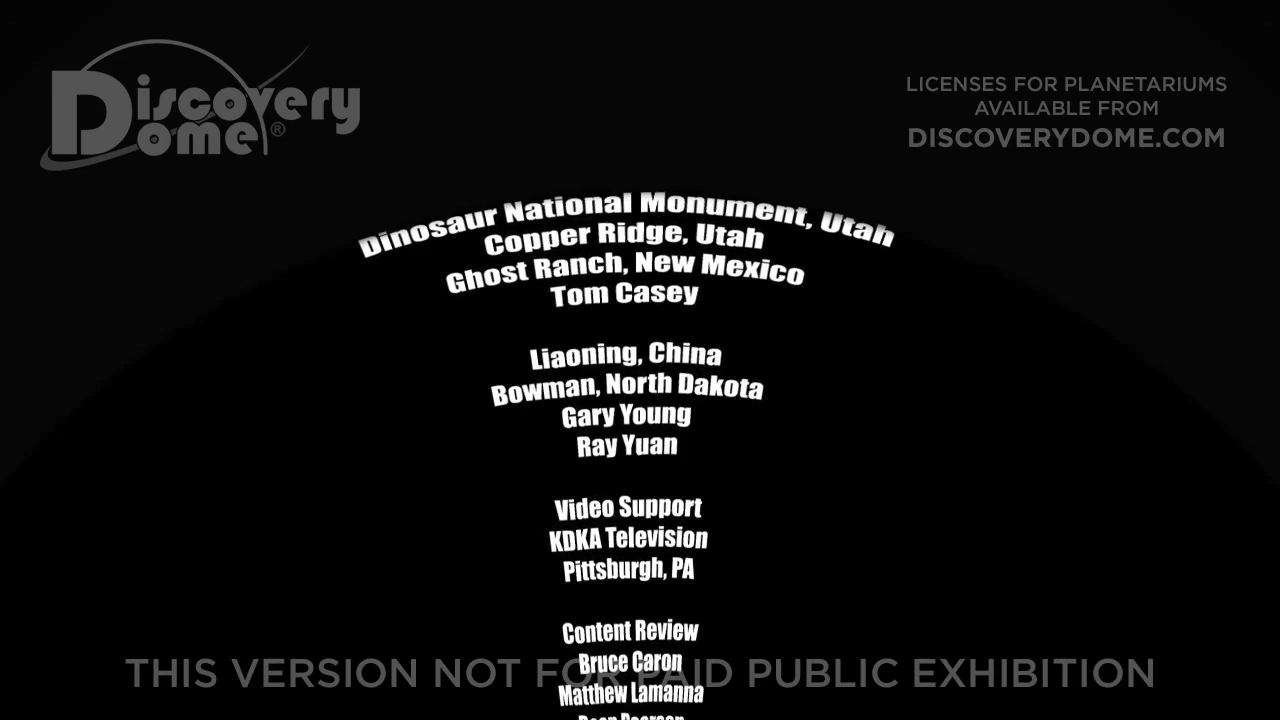 Discovery
Dome®
LICENSES FOR PLANETARIUMS
AVAILABLE FROM
DISCOVERYDOME.COM
Dinosaur National Monument, Utah
Copper Ridge, Utah
Ghost Ranch, New Mexico
Tom Casey
Liaoning, China
Bowman, North Dakota
Gary Young
Ray Yuan
Video Support
KDKA Television
Pittsburgh, PA
Content Review
Bruce Caron
THIS VERSION NOT FOR PAID PUBLIC EXHIBITION
Matthew Lamanna